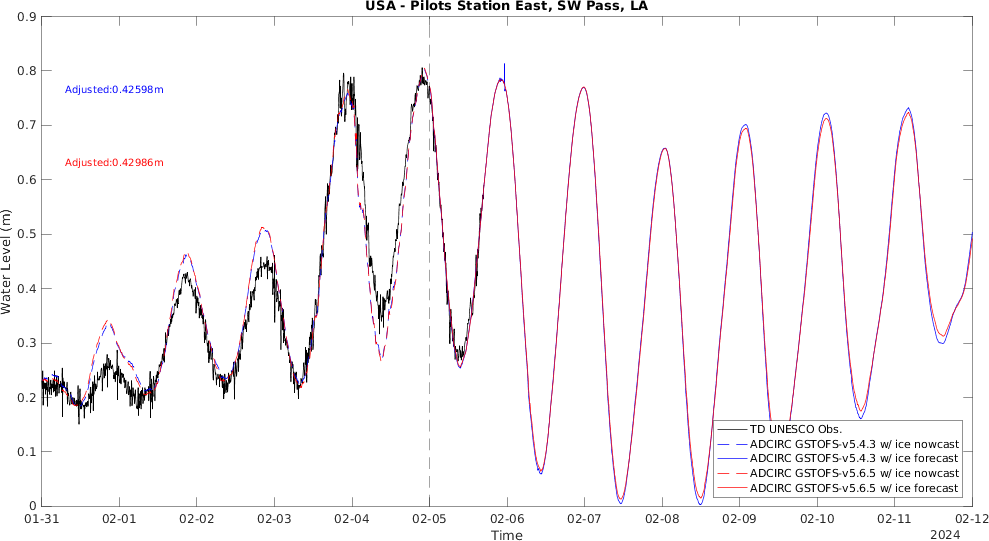 USA - Pilots Station East, SW Pass, LA
0.9
0.8
0.7
0.6
0.5
0.4
0.3
0.2
0.1
0
Water Level (m)
Adjusted:0.42598m
Adjusted:0.42986m
TD UNESCO Obs.
ADCIRC GSTOFS-v5.4.3 w/ ice nowcast
ADCIRC GSTOFS-v5.4.3 w/ ice forecast
ADCIRC GSTOFS-v5.6.5 w/ ice nowcast
ADCIRC GSTOFS-v5.6.5 w/ ice forecast
01-31 02-01 02-02 02-03 02-04 02-05 02-06 02-07 02-08 02-09 02-10 02-11 02-12
Time
2024